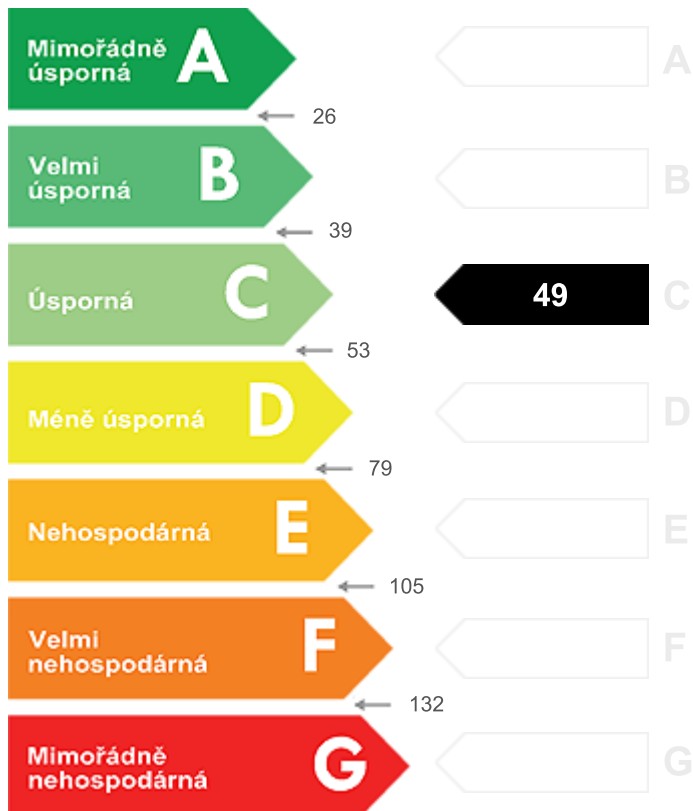 Mimořádně
úsporná
A
A
26
Velmi
úsporná
B
B
39
Úsporná
C
49
C
53
Méně úsporná
D
D
79
Nehospodárná
E
E
105
Velmi
nehospodárná
F
F
132
Mimořádně
nehospodárná
G
G